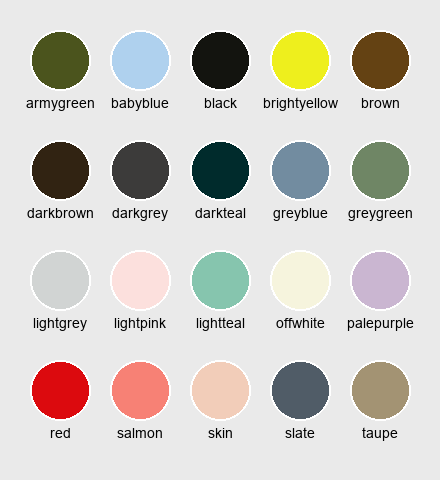 armygreen babyblue black brightyellow brown
darkbrown darkgrey darkteal greyblue greygreen
lightgrey lightpink lightteal offwhite palepurple
red salmon skin slate taupe